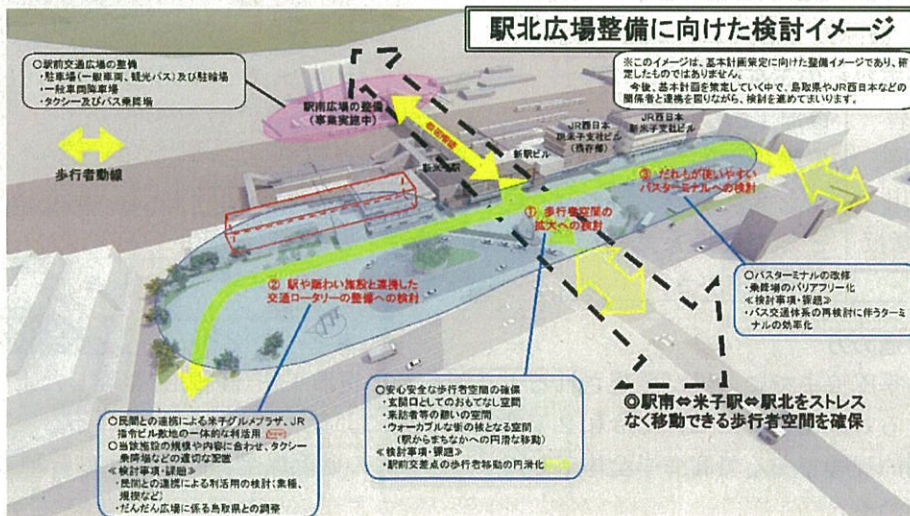 駅北広場整備に向けた検討イメージ
※このイメージは、基本計画策定に向けた整備イメージであり、確
定したものではありません。
今後、基本計画を策定していく中で、鳥取県やJR西日本などの
関係者と連携を図りながら、検討を進めてまいります。
○駅前交通広場の整備
・駐車場(一般車両、観光バス)及び駐輪場
・一般車両降車場
・タクシー及びバス乗降場
駅南広場の整備
(事業実施中)
歩行者動線
新米子駅
新駅ビル
JR西日本
現米子支社ビル
(残存部)
JR西日本
新米子支社ビル
③ だれもが使いやすい
バスターミナルへの検討
① 歩行者空間の
拡大への検討
② 駅や賑わい施設と連携した
交通ロータリーの整備への検討
○バスターミナルの改修
・乗降場のバリアフリー化
≪検討事項・課題≫
・バス交通体系の再検討に伴うターミ
ナルの効率化
○安心安全な歩行者空間の確保
・玄関口としてのおもてなし空間
・来訪者等の憩いの空間
・ウォーカブルな街の核となる空間
(駅からまちなかへの円滑な移動)
≪検討事項・課題≫
・駅前交差点の歩行者移動の円滑化
◎駅南⇔米子駅⇔駅北をストレス
なく移動できる歩行者空間を確保
○民間との連携による米子グルメプラザ、JR
指令ビル敷地の一体的な利活用
○当該施設の規模や内容に合わせ、タクシー
乗降場などの適切な配置
≪検討事項・課題≫
・民間との連携による利活用の検討(業種、
規模など)
・だんだん広場に係る鳥取県との調整